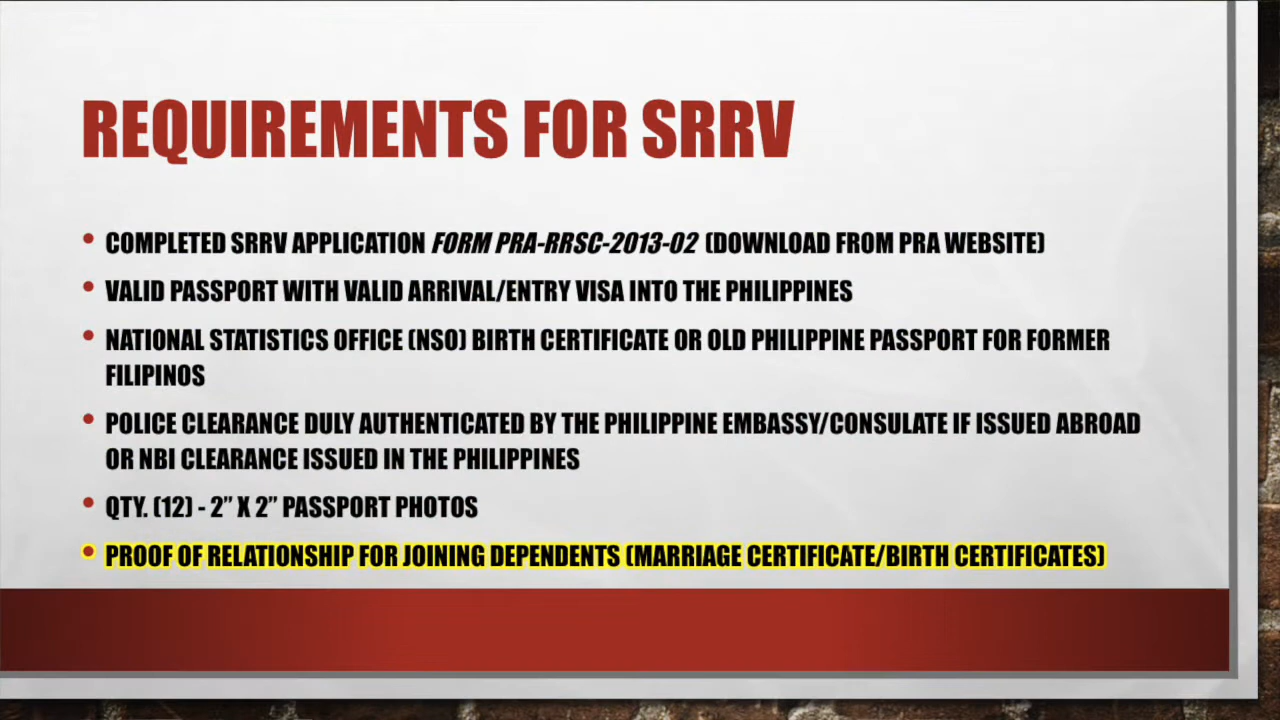 REQUIREMENTS FOR SRRV
• COMPLETED SRRV APPLICATION FORM PRA-RRSC-2013-02 (DOWNLOAD FROM PRA WEBSITE)
• VALID PASSPORT WITH VALID ARRIVAL/ENTRY VISA INTO THE PHILIPPINES
• NATIONAL STATISTICS OFFICE (NSO) BIRTH CERTIFICATE OR OLD PHILIPPINE PASSPORT FOR FORMER
FILIPINOS
• POLICE CLEARANCE DULY AUTHENTICATED BY THE PHILIPPINE EMBASSY/CONSULATE IF ISSUED ABROAD
OR NBI CLEARANCE ISSUED IN THE PHILIPPINES
• QTY. (12) - 2” X 2” PASSPORT PHOTOS
• PROOF OF RELATIONSHIP FOR JOINING DEPENDENTS (MARRIAGE CERTIFICATE/BIRTH CERTIFICATES)